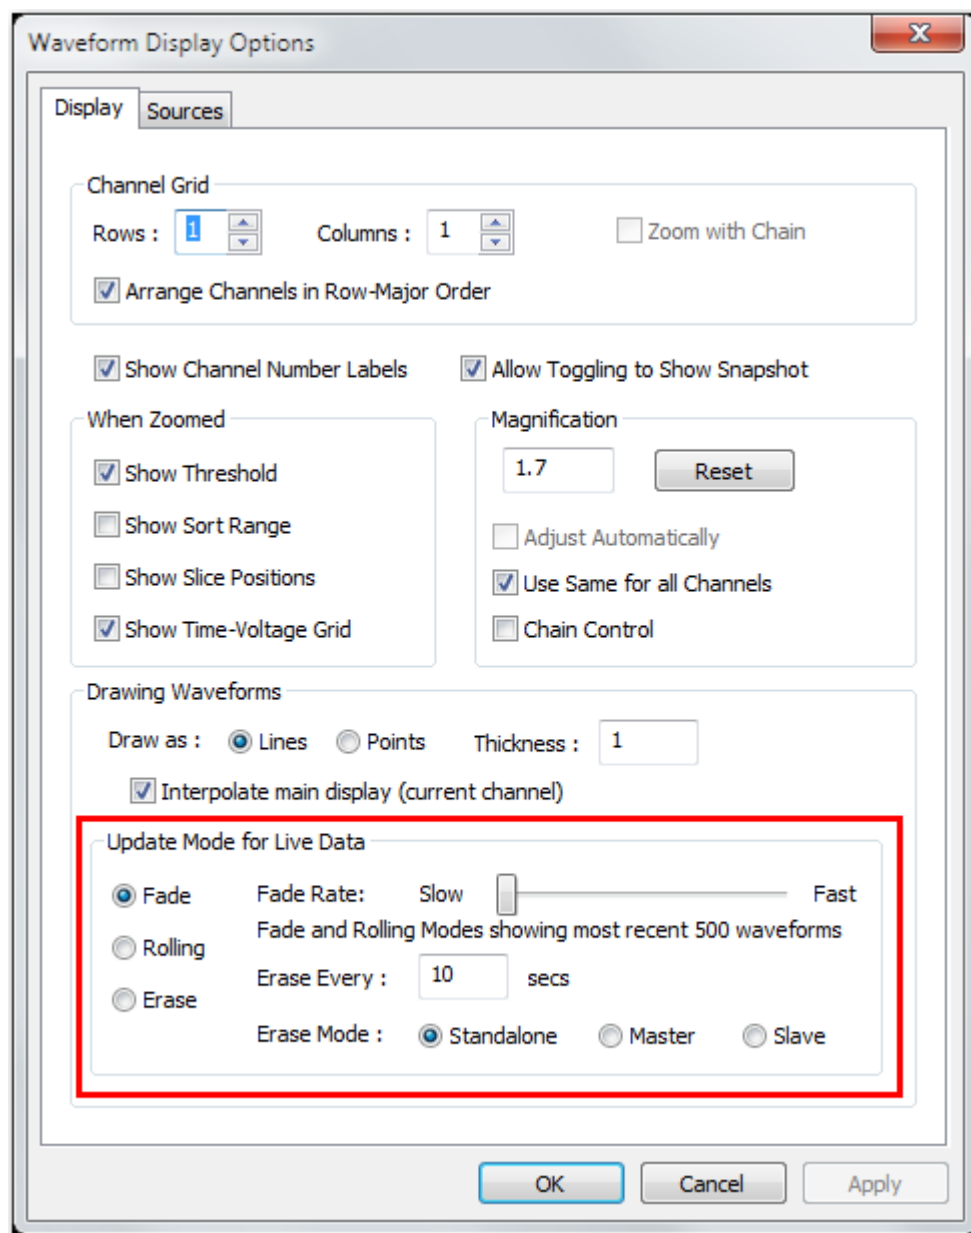 Waveform Display Options
Display Sources
Channel Grid
Rows : 1 Columns : 1 Zoom with Chain
Arrange Channels in Row-Major Order
Show Channel Number Labels Allow Toggling to Show Snapshot
When Zoomed
Show Threshold
Show Sort Range
Show Slice Positions
Show Time-Voltage Grid
Magnification
1.7 Reset
Adjust Automatically
Use Same for all Channels
Chain Control
Drawing Waveforms
Draw as : Lines Points Thickness : 1
Interpolate main display (current channel)
Update Mode for Live Data
Fade
Rolling
Erase
Fade Rate: Slow Fast
Fade and Rolling Modes showing most recent 500 waveforms
Erase Every : 10 secs
Erase Mode : Standalone Master Slave
OK Cancel Apply